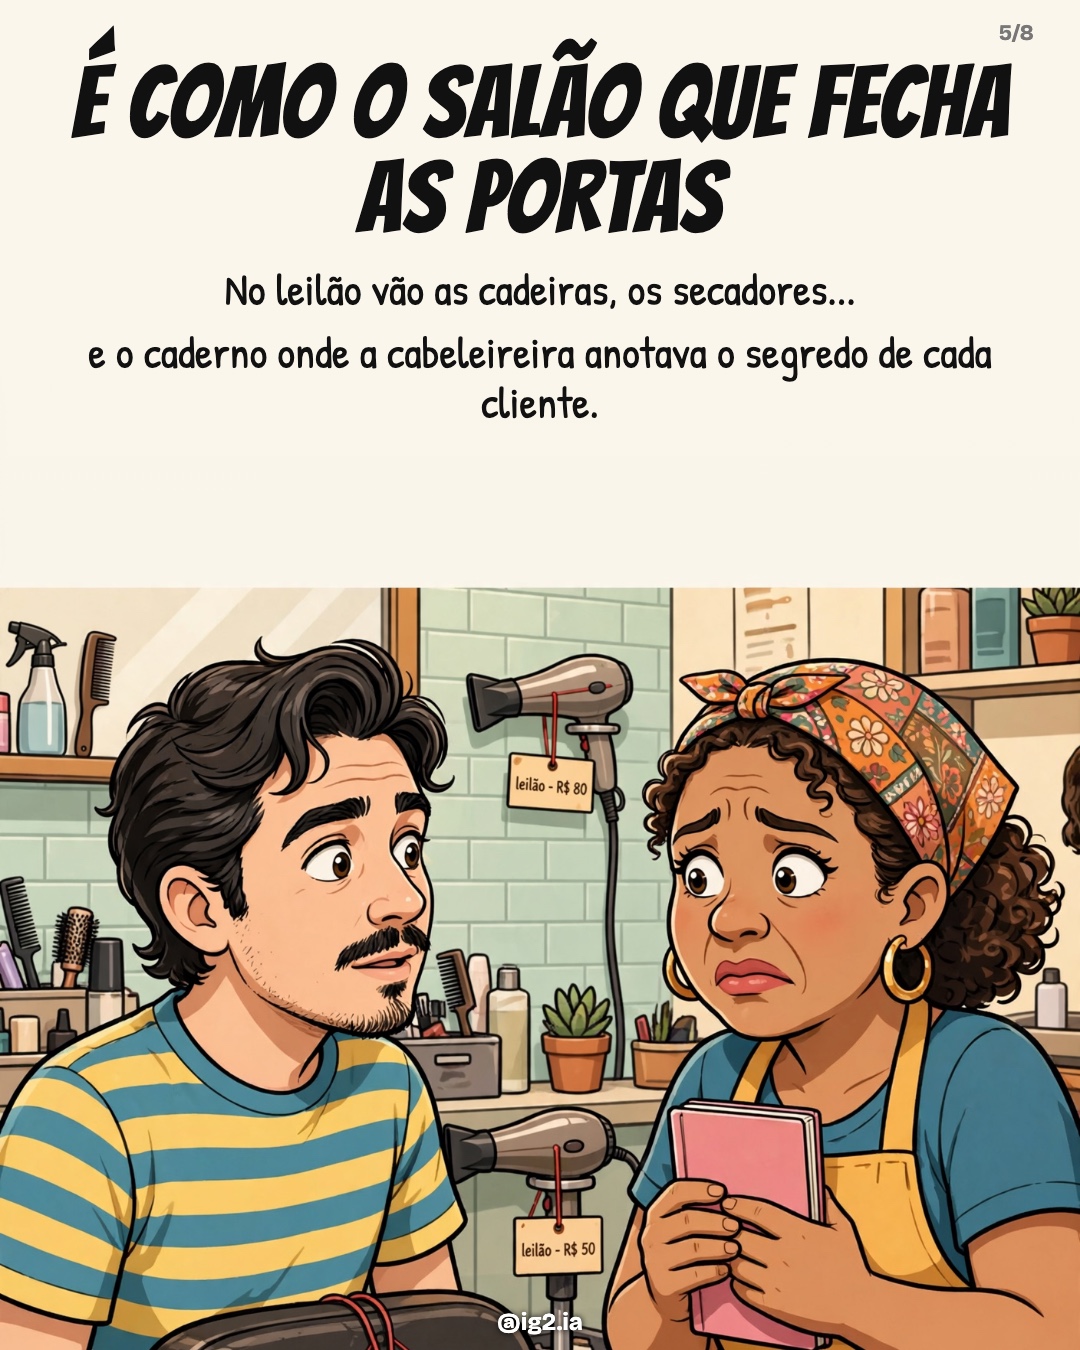 5/8
É COMO O SALÃO QUE FECHA
AS PORTAS
No leilão vão as cadeiras, os secadores...
e o caderno onde a cabeleireira anotava o segredo de cada
cliente.
leilão - R$ 80
leilão - R$ 50
@ig2.ia